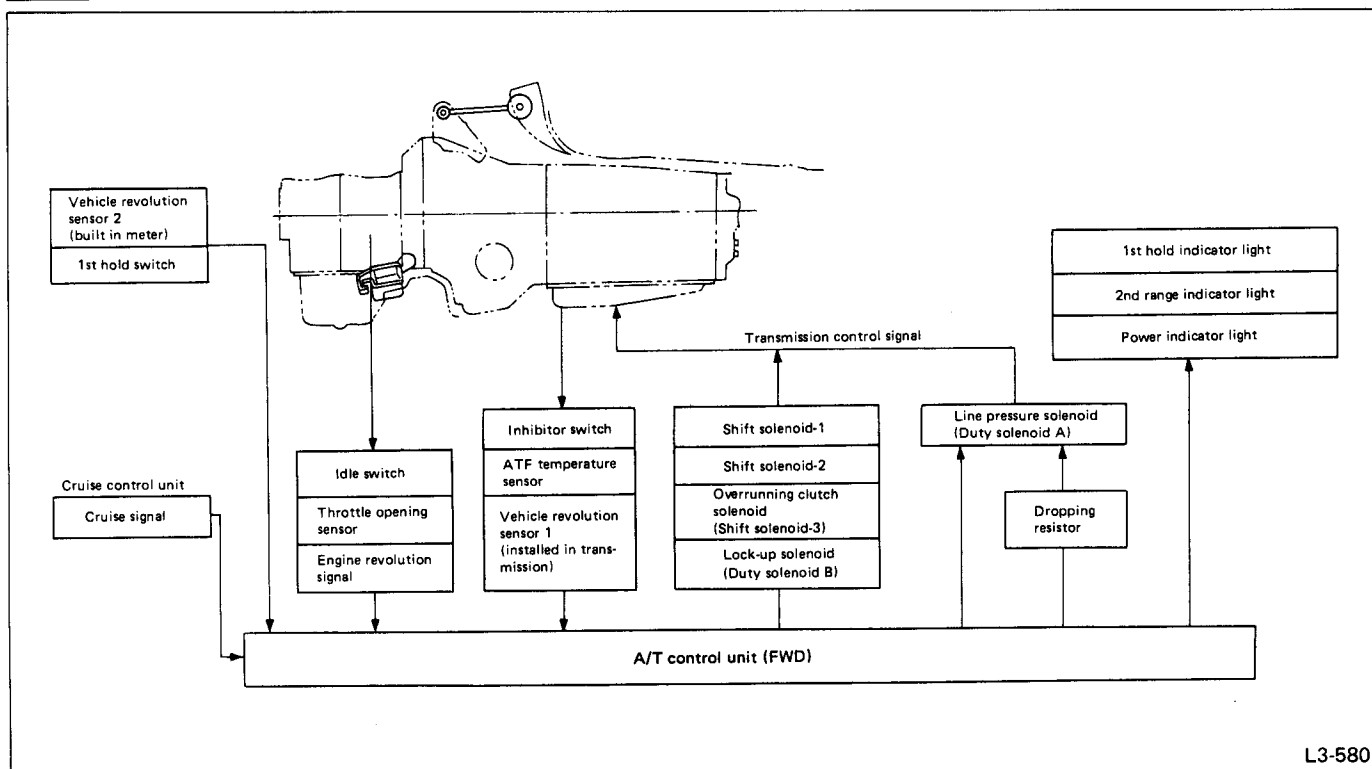 Vehicle revolution
sensor 2
(built in meter)
1st hold switch
1st hold indicator light
2nd range indicator light
Power indicator light
Transmission control signal
Line pressure solenoid
(Duty solenoid A)
Inhibitor switch
ATF temperature
sensor
Vehicle revolution
sensor 1
(installed in trans-
mission)
Shift solenoid-1
Shift solenoid-2
Overrunning clutch
solenoid
(Shift solenoid-3)
Lock-up solenoid
(Duty solenoid B)
Idle switch
Throttle opening
sensor
Engine revolution
signal
Dropping
resistor
Cruise control unit
Cruise signal
A/T control unit (FWD)
L3-580